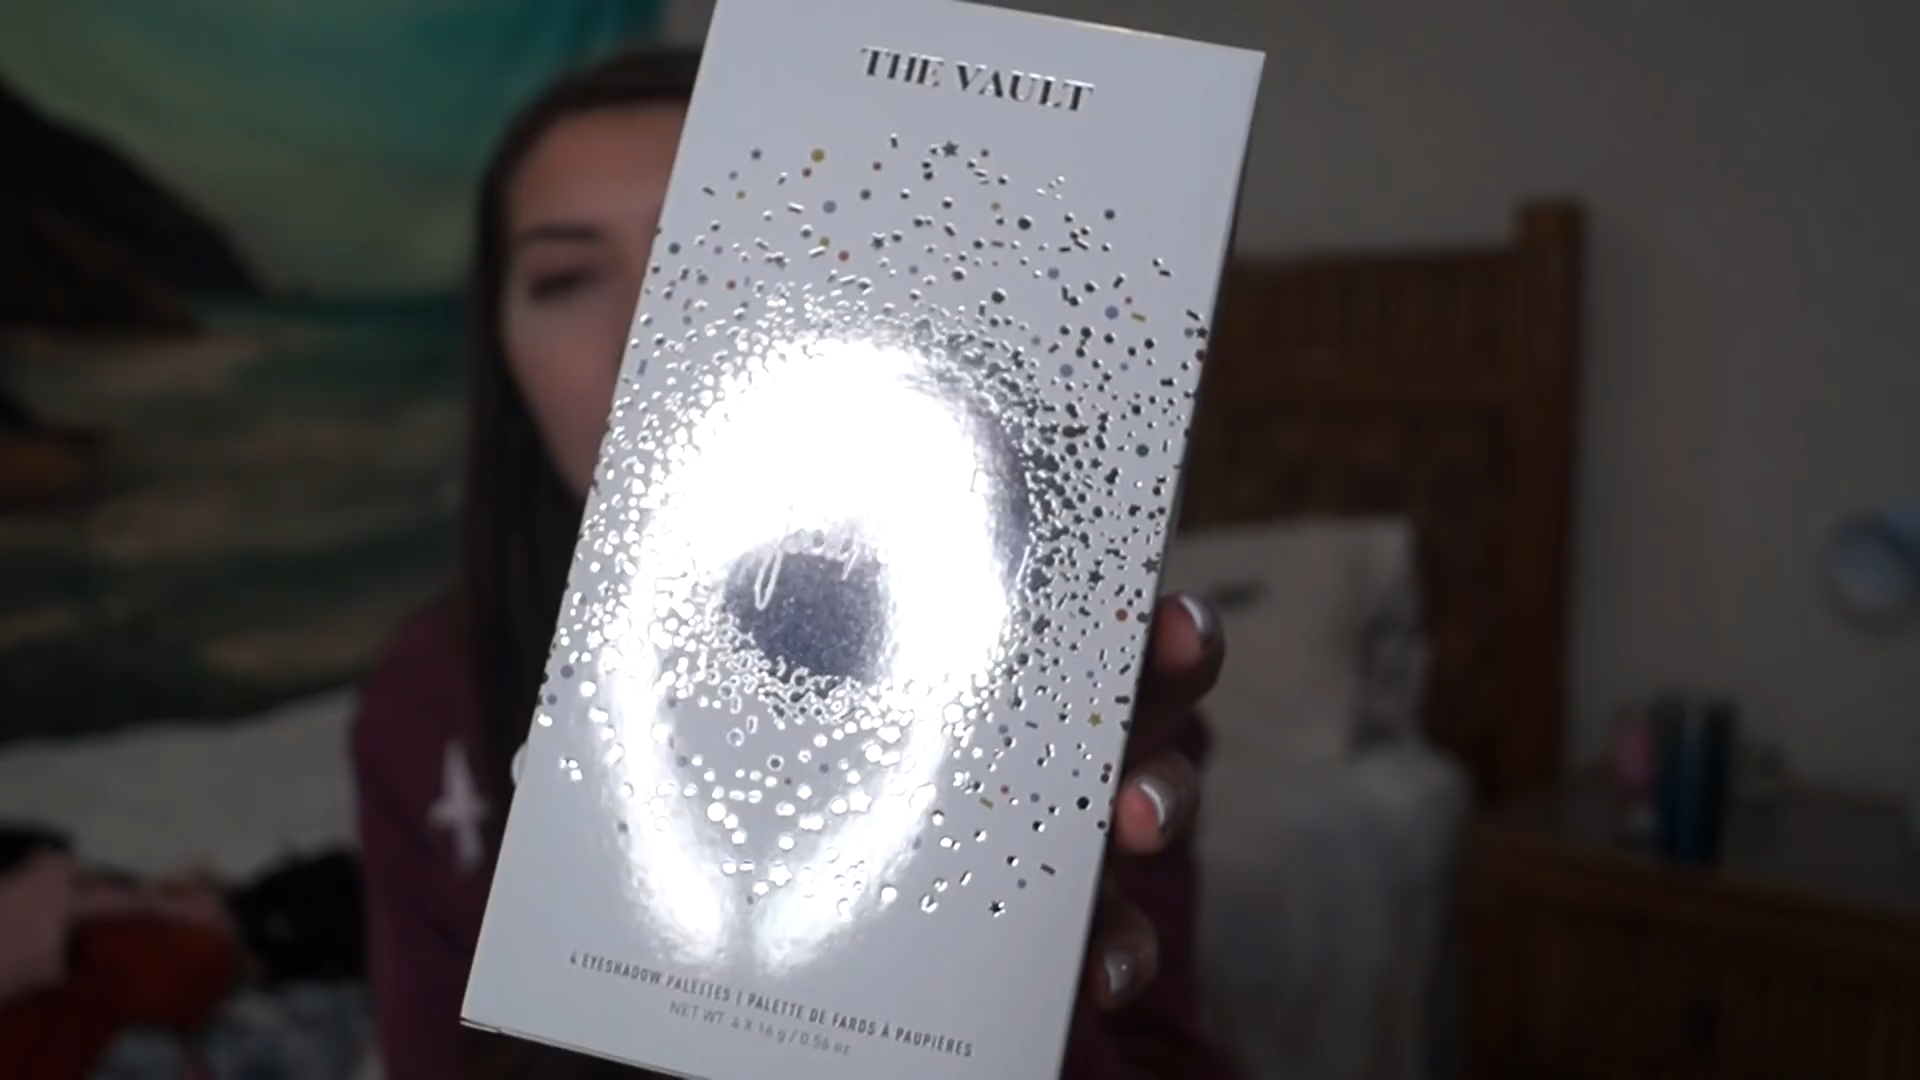 THE VAULT
4 EYESHADOW PALETTES | PALETTE DE FARDS À PAUPIÈRES
NET WT. 4 X 16 g / 0.56 oz